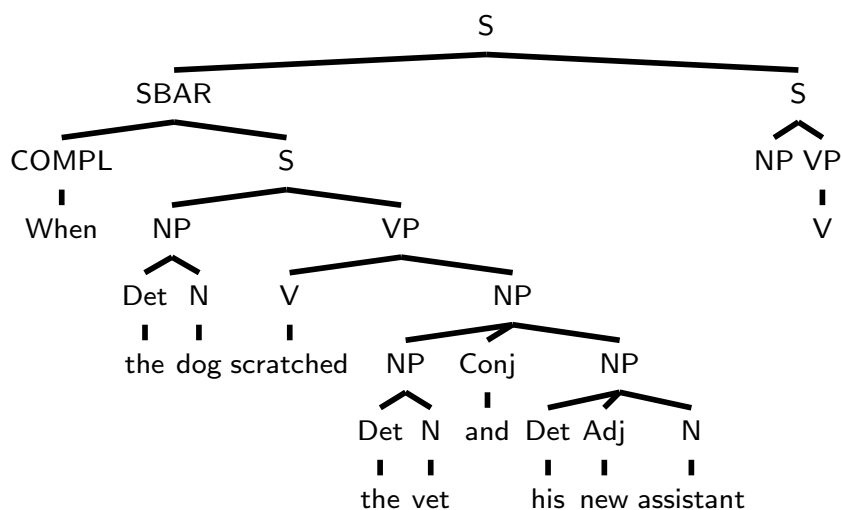 S
SBAR S
COMPL S NP VP
When NP VP V
Det N V NP
the dog scratched NP Conj NP
Det N and Det Adj N
the vet his new assistant